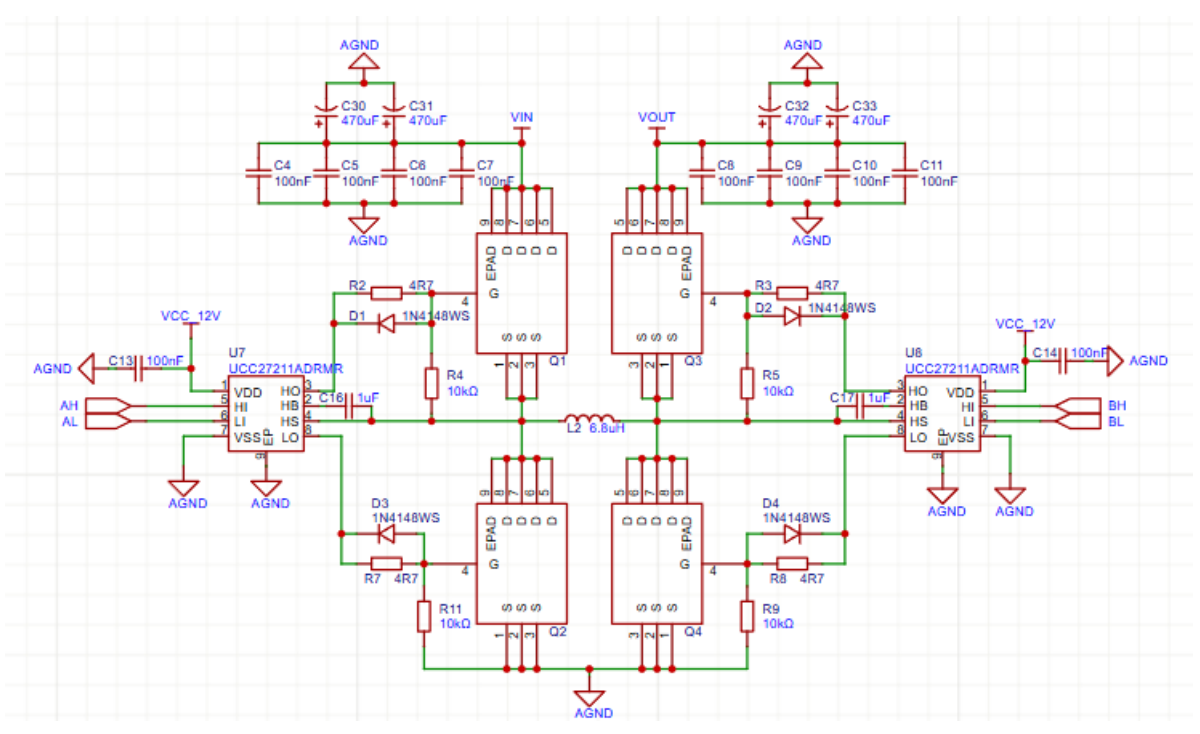 AGND
AGND
C30
470uF
C31
470uF
C32
470uF
C33
470uF
VIN
VOUT
C4
100nF
C5
100nF
C6
100nF
C7
100nF
C8
100nF
C9
100nF
C10
100nF
C11
100nF
AGND
AGND
9 8 7 6 5
5 6 7 8 9
EPAD D D D D
D D D D EPAD
R2 4R7
G
4
G
4
R3 4R7
D1 1N4148WS
D2 1N4148WS
VCC_12V
VCC_12V
S S S
S S S
1 2 3
3 2 1
Q1
Q3
U7
UCC27211ADRMR
U8
UCC27211ADRMR
AGND
C13 100nF
C14 100nF
AGND
R4
10kΩ
R5
10kΩ
C16 1uF
C17 1uF
1 VDD HO 3
5 HI HB 2
6 LI HS 4
7 VSS EP LO 8
9
3 HO VDD 1
2 HB HI 5
4 HS LI 6
8 LO EP VSS 7
9
AH
AL
BH
BL
L2 6.8uH
AGND
AGND
AGND
AGND
9 8 7 6 5
5 6 7 8 9
D3
1N4148WS
D4
1N4148WS
EPAD D D D D
D D D D EPAD
G
4
G
4
R7 4R7
R8 4R7
R11
10kΩ
R9
10kΩ
S S S
S S S
1 2 3
3 2 1
Q2
Q4
AGND